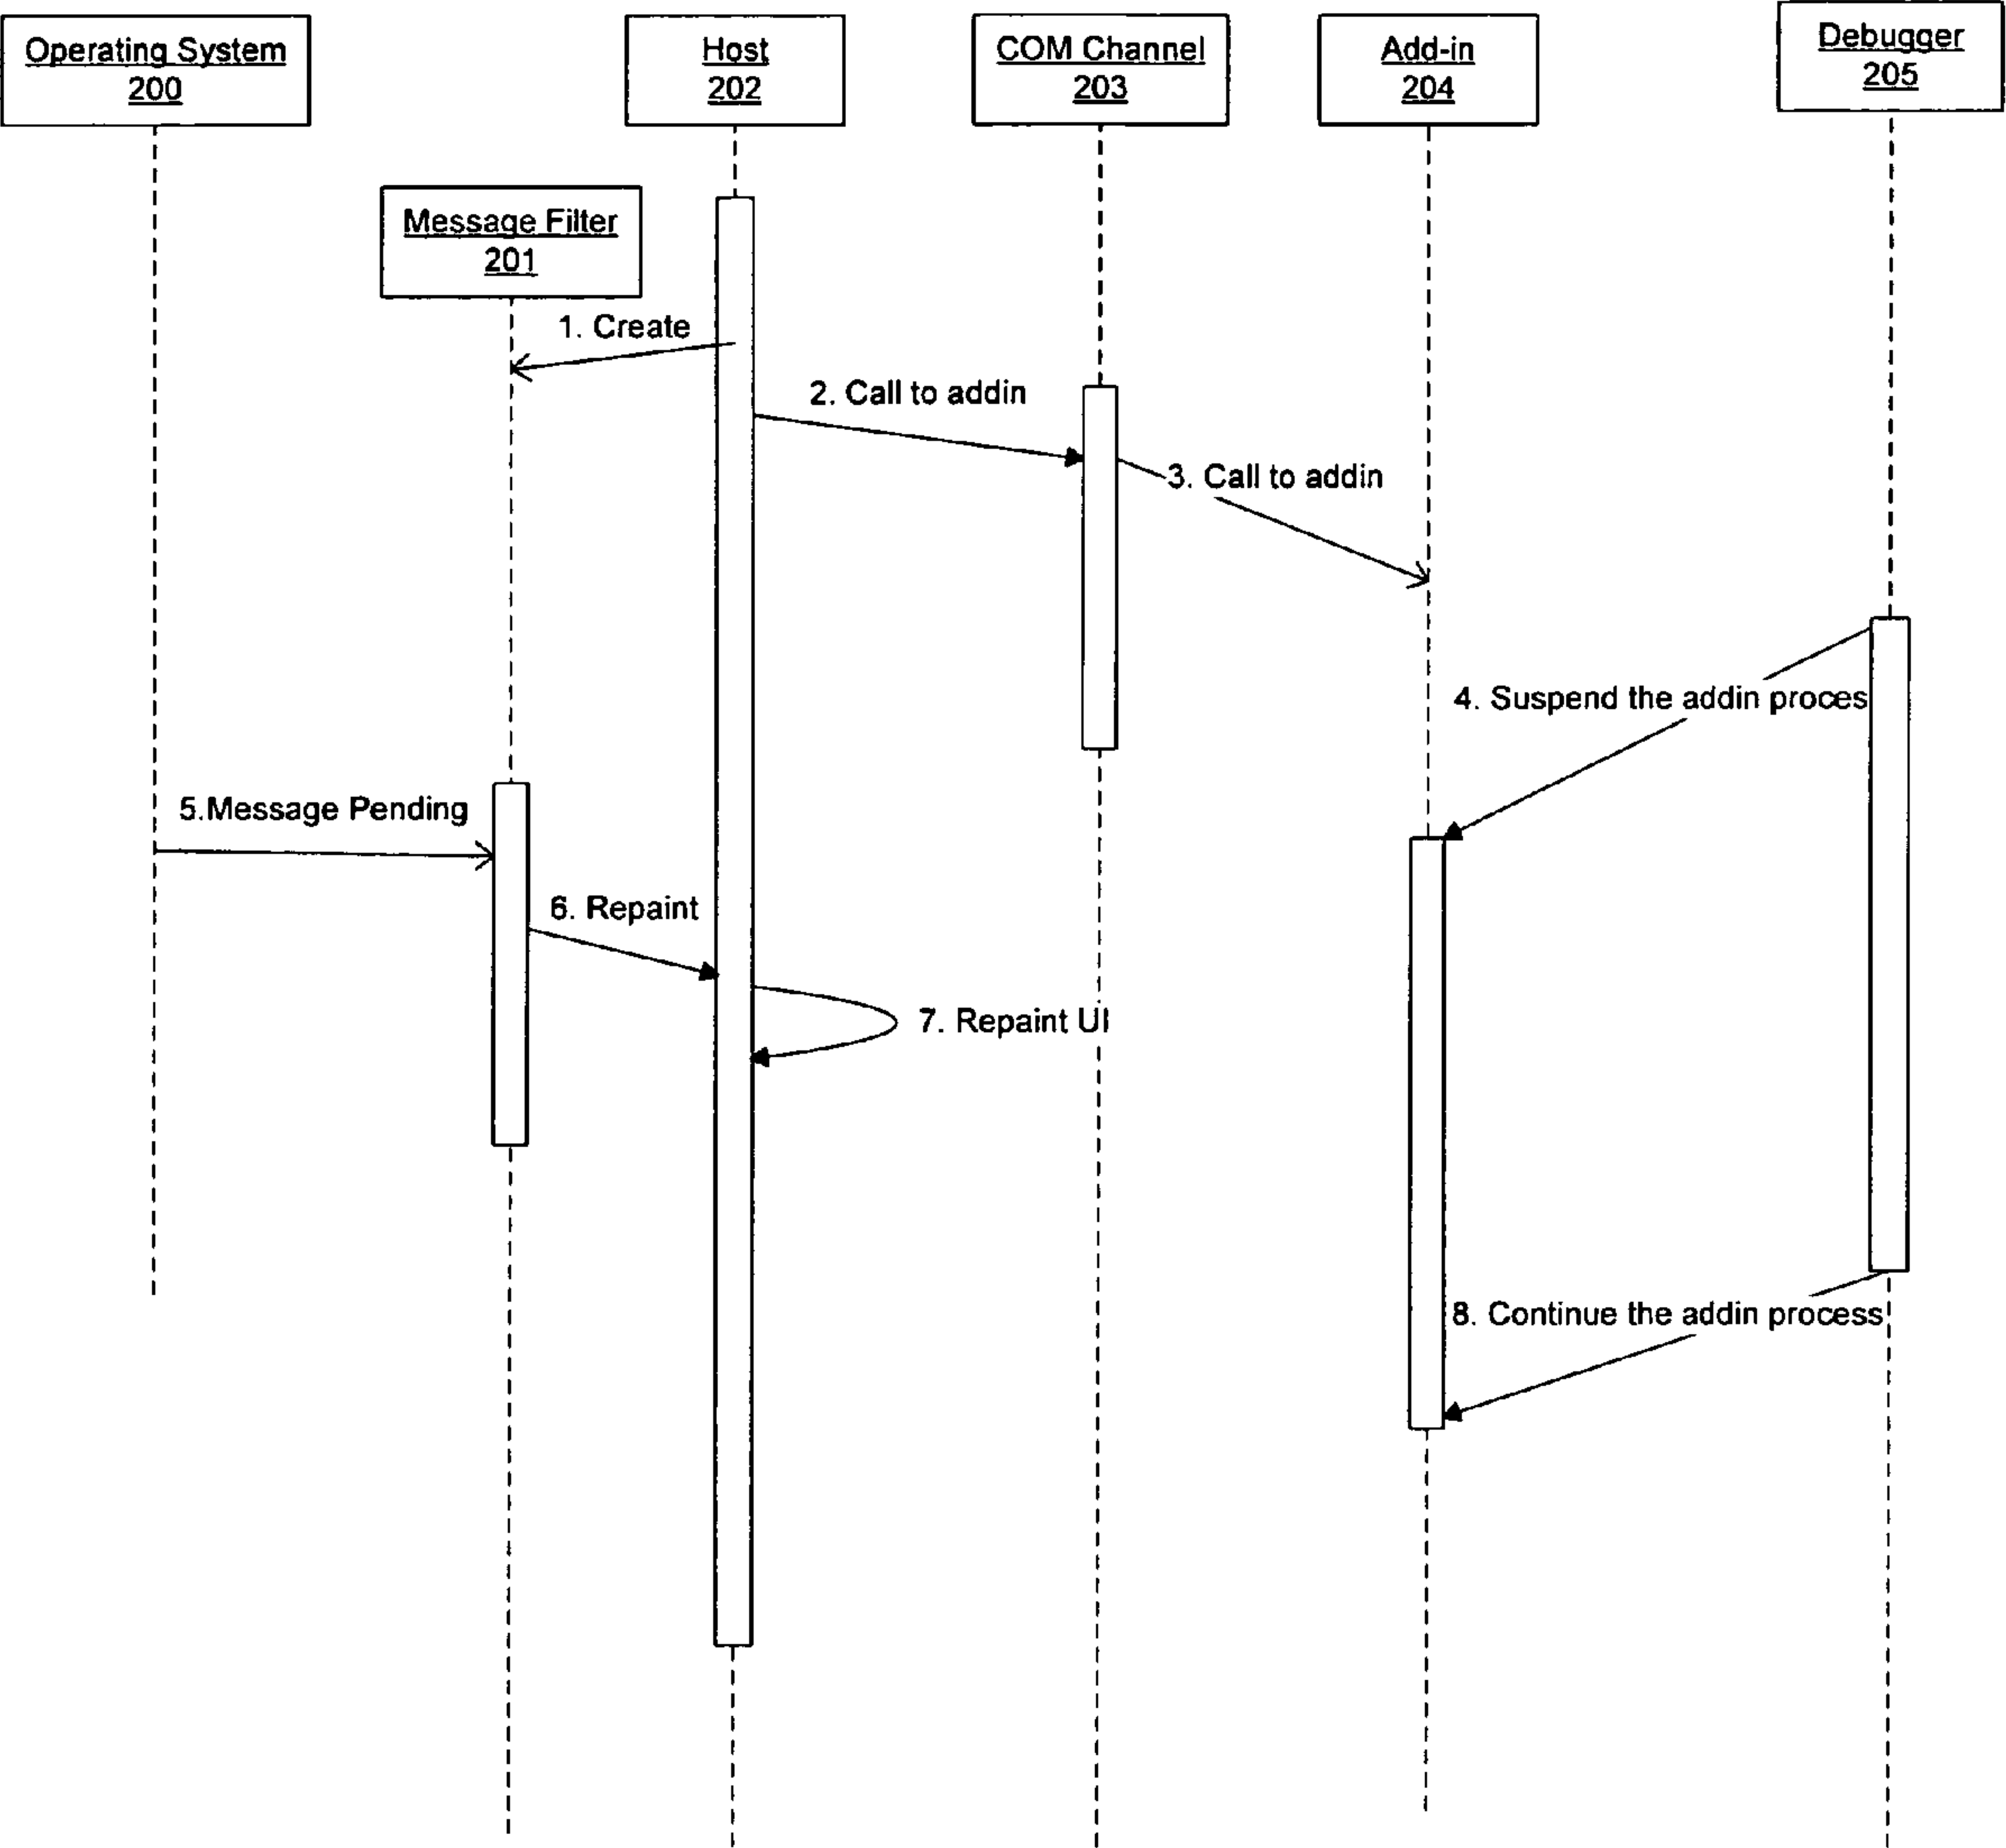 Operating System
200
Host
202
COM Channel
203
Add-in
204
Debugger
205
Message Filter
201
1. Create
2. Call to addin
3. Call to addin
4. Suspend the addin proces
5.Message Pending
6. Repaint
7. Repaint UI
8. Continue the addin process